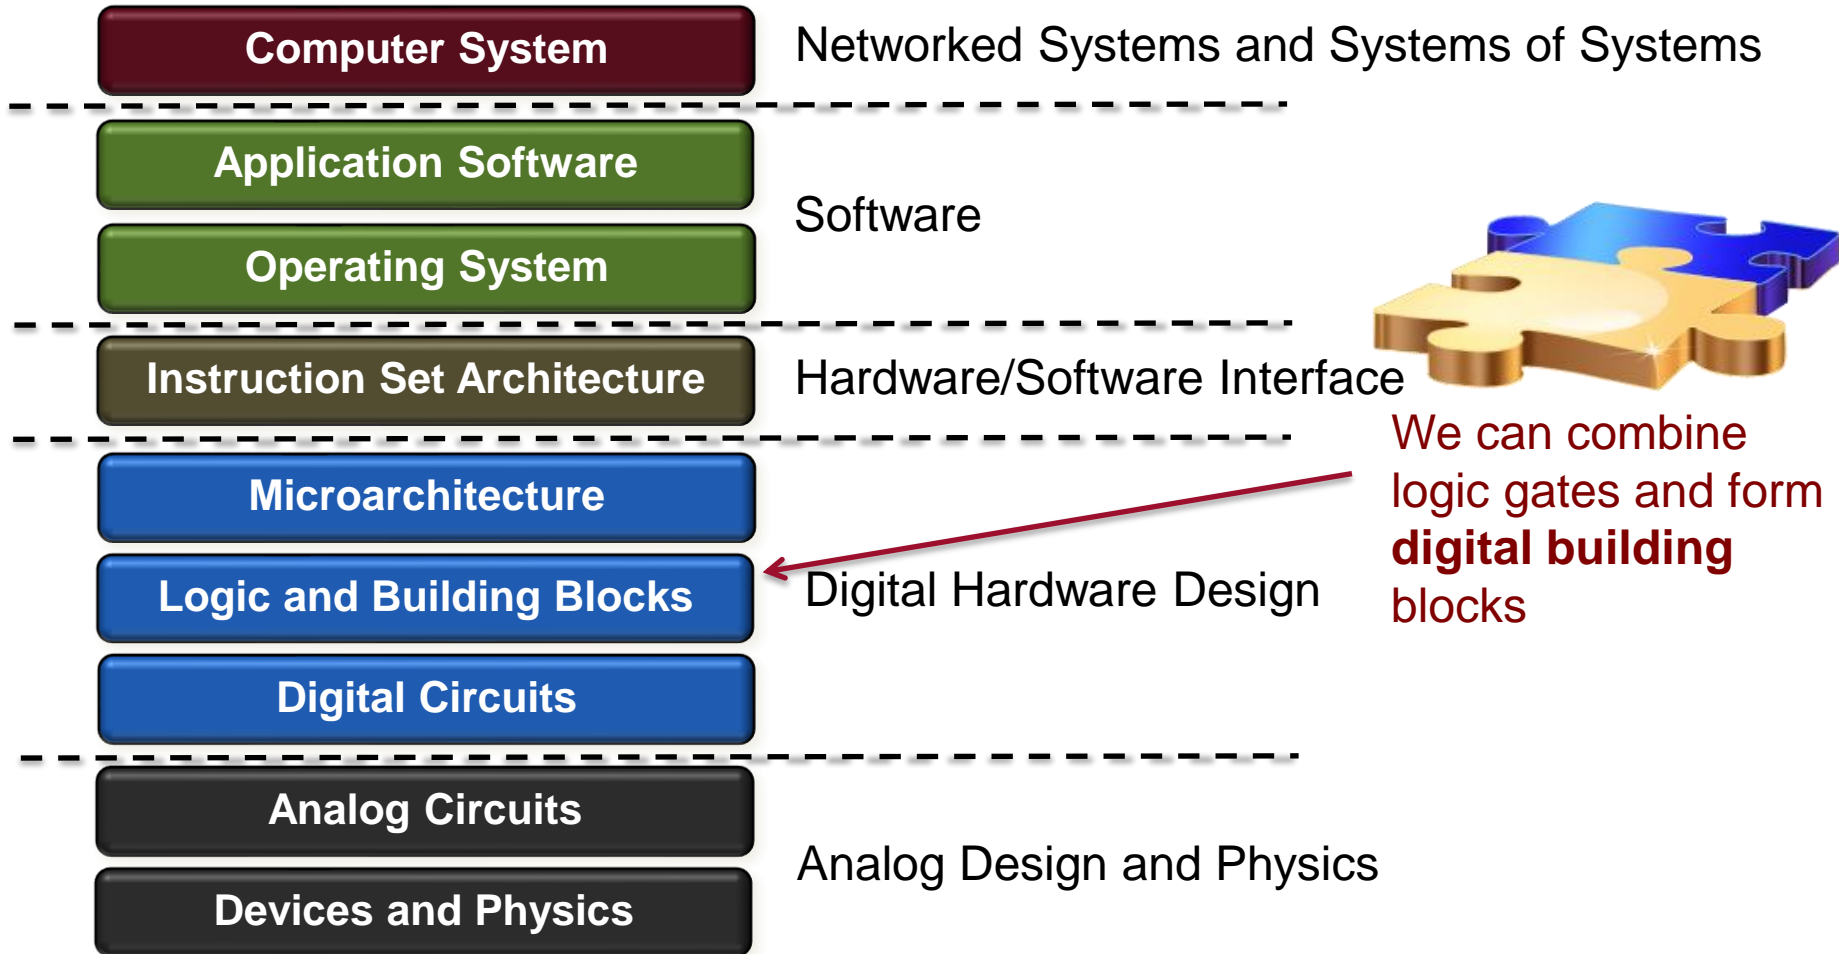 Computer System
Networked Systems and Systems of Systems
Application Software
Software
Operating System
Instruction Set Architecture
Hardware/Software Interface
Microarchitecture
Logic and Building Blocks
Digital Hardware Design
Digital Circuits
We can combine
logic gates and form
digital building
blocks
Analog Circuits
Analog Design and Physics
Devices and Physics